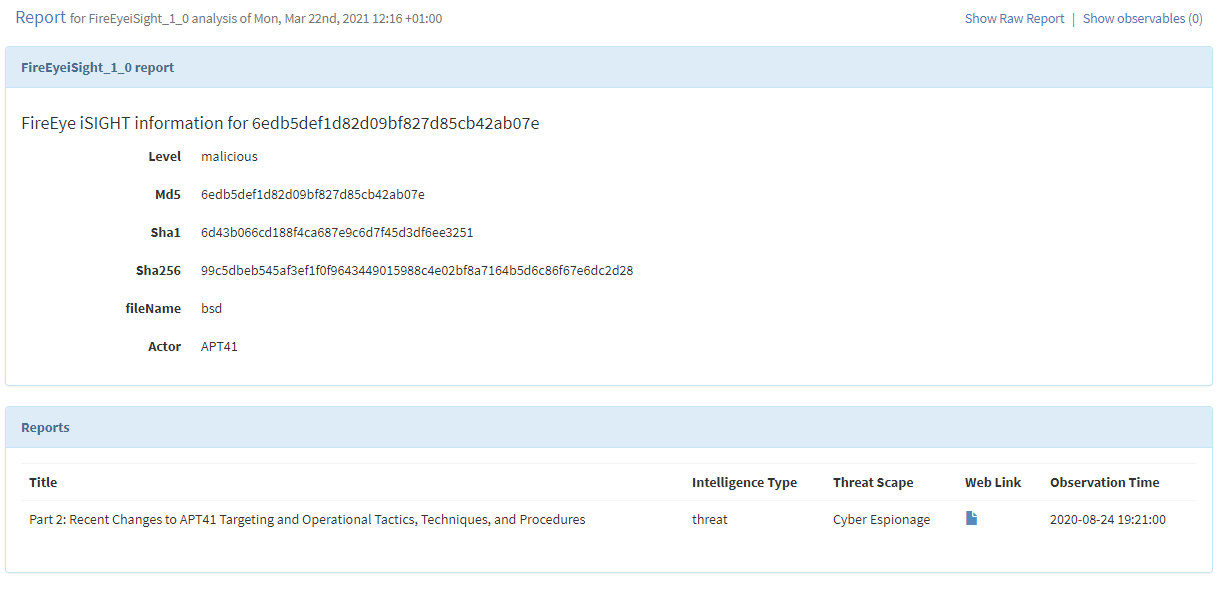 Report for FireEyeiSight_1_0 analysis of Mon, Mar 22nd, 2021 12:16 +01:00 Show Raw Report | Show observables (0)
FireEyeiSight_1_0 report
FireEye iSIGHT information for 6edb5def1d82d09bf827d85cb42ab07e
Level malicious
Md5 6edb5def1d82d09bf827d85cb42ab07e
Sha1 6d43b066cd188f4ca687e9c6d7f45d3df6ee3251
Sha256 99c5dbeb545af3ef1f0f9643449015988c4e02bf8a7164b5d6c86f67e6dc2d28
fileName bsd
Actor APT41
Reports
Title Intelligence Type Threat Scape Web Link Observation Time
Part 2: Recent Changes to APT41 Targeting and Operational Tactics, Techniques, and Procedures threat Cyber Espionage 2020-08-24 19:21:00